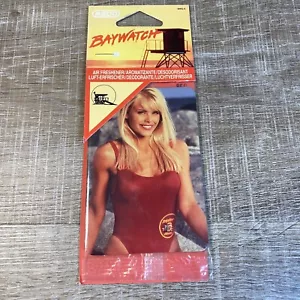 BAYWATCH
AIR FRESHENER/AROMATIZANTE/DESODORISANT
LUFT-ERFRISCHER/DEODORANTE/LUCHTVERFRISSER